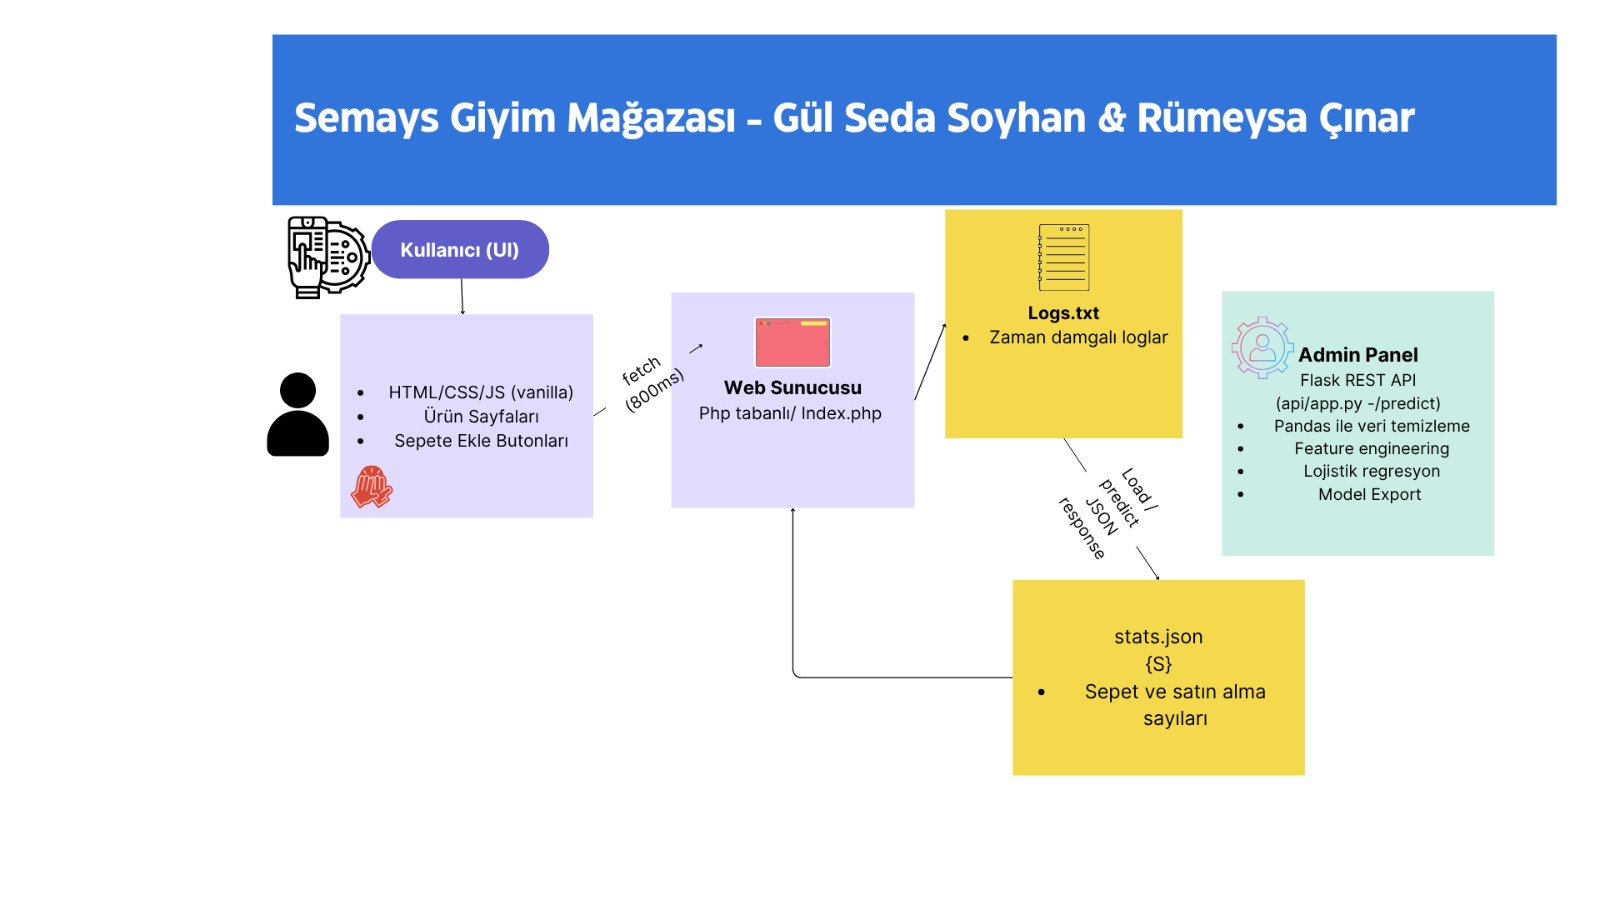 Semays Giyim Mağazası - Gül Seda Soyhan & Rümeysa Çınar
Kullanıcı (UI)
• HTML/CSS/JS (vanilla)
• Ürün Sayfaları
• Sepete Ekle Butonları
fetch
(800ms)
Web Sunucusu
Php tabanlı/ Index.php
Logs.txt
• Zaman damgalı loglar
Load /
predict
JSON
response
Admin Panel
Flask REST API
(api/app.py -/predict)
• Pandas ile veri temizleme
• Feature engineering
• Lojistik regresyon
• Model Export
stats.json
{S}
• Sepet ve satın alma
sayıları